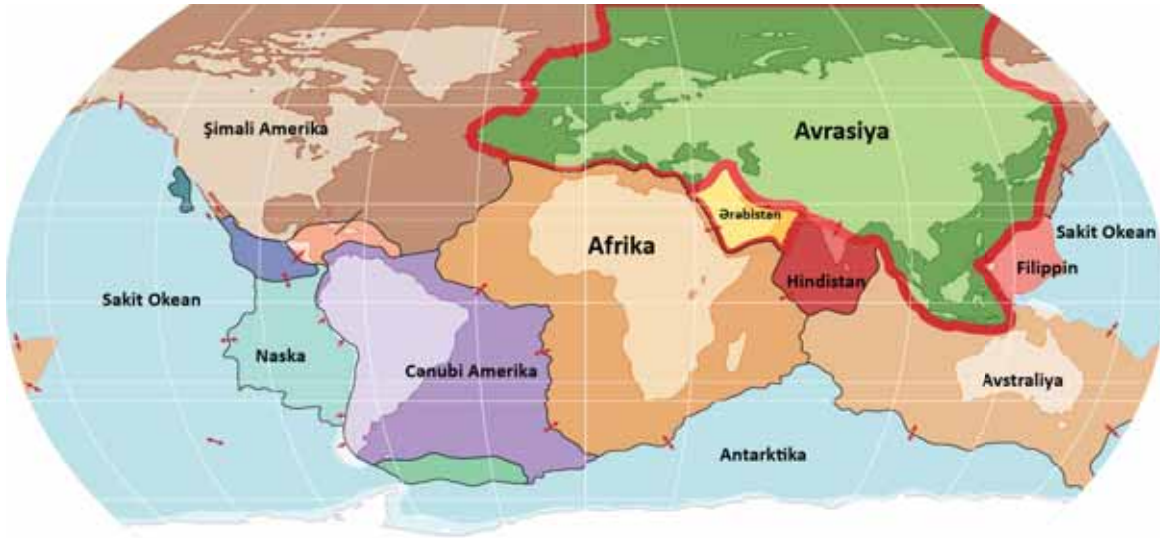 Şimali Amerika
Avrasiya
Ərəbistan
Afrika
Sakit Okean
Filippin
Hindistan
Sakit Okean
Naska
Cənubi Amerika
Avstraliya
Antarktika